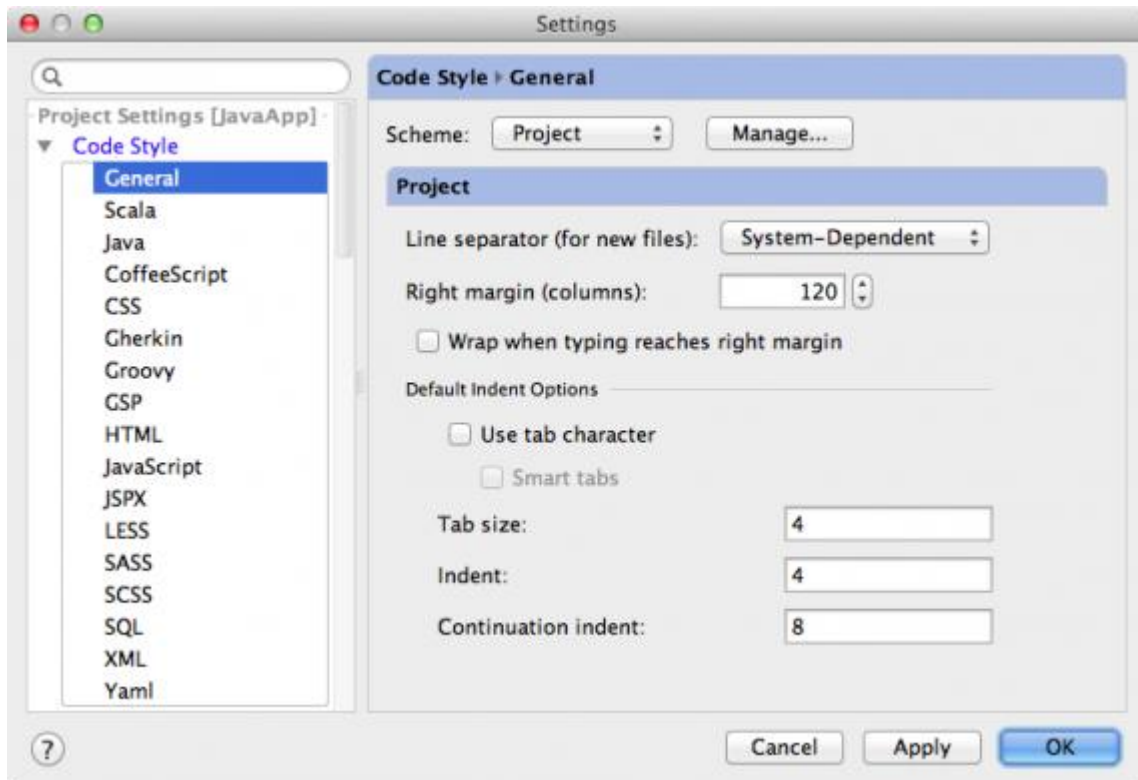 Settings
Project Settings [JavaApp]
Code Style
General
Scala
Java
CoffeeScript
CSS
Gherkin
Groovy
GSP
HTML
JavaScript
JSPX
LESS
SASS
SCSS
SQL
XML
Yaml
Code Style General
Scheme: Project Manage...
Project
Line separator (for new files): System-Dependent
Right margin (columns): 120
Wrap when typing reaches right margin
Default Indent Options
Use tab character
Smart tabs
Tab size: 4
Indent: 4
Continuation indent: 8
? Cancel Apply OK